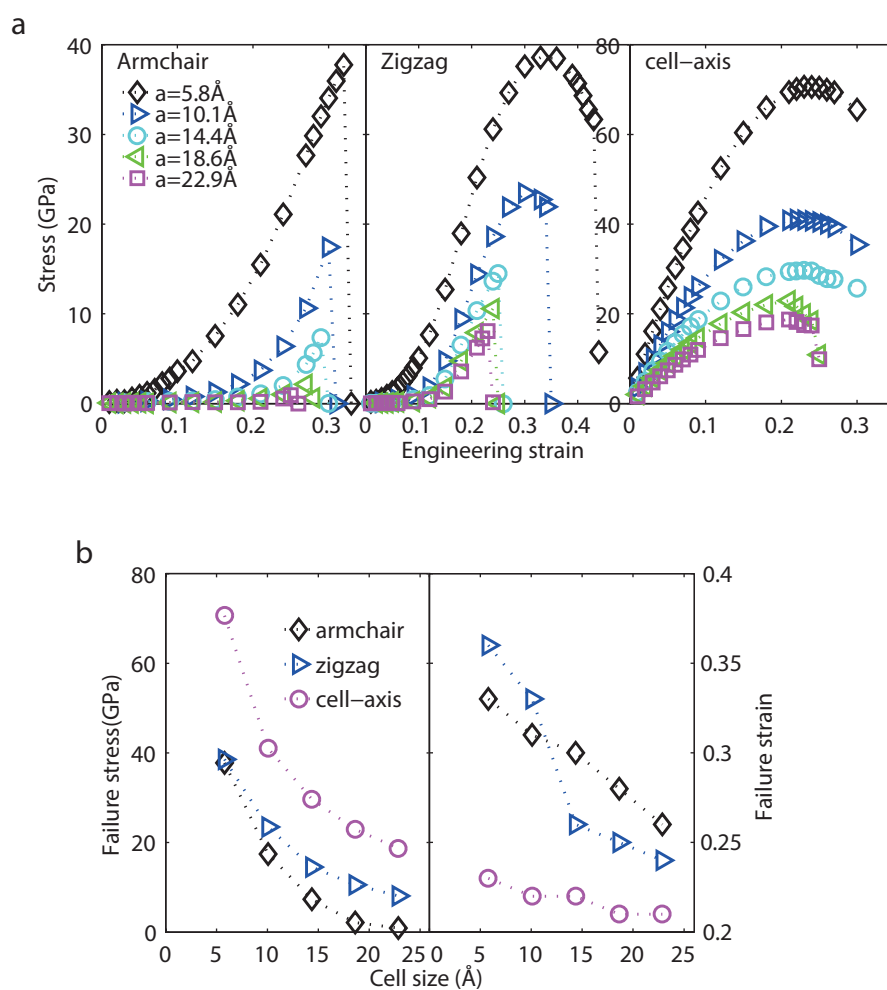 a
Armchair
a=5.8Å
a=10.1Å
a=14.4Å
a=18.6Å
a=22.9Å
Zigzag
cell−axis
Stress (GPa)
40
30
20
10
0
80
60
40
20
0
0 0.1 0.2 0.3
0 0.1 0.2 0.3 0.4
0.1 0.2 0.3
Engineering strain
b
armchair
zigzag
cell−axis
Failure stress(GPa)
80
60
40
20
0
0 5 10 15 20 25
0 5 10 15 20 25
Cell size (Å)
0.4
0.35
0.3
0.25
0.2
Failure strain